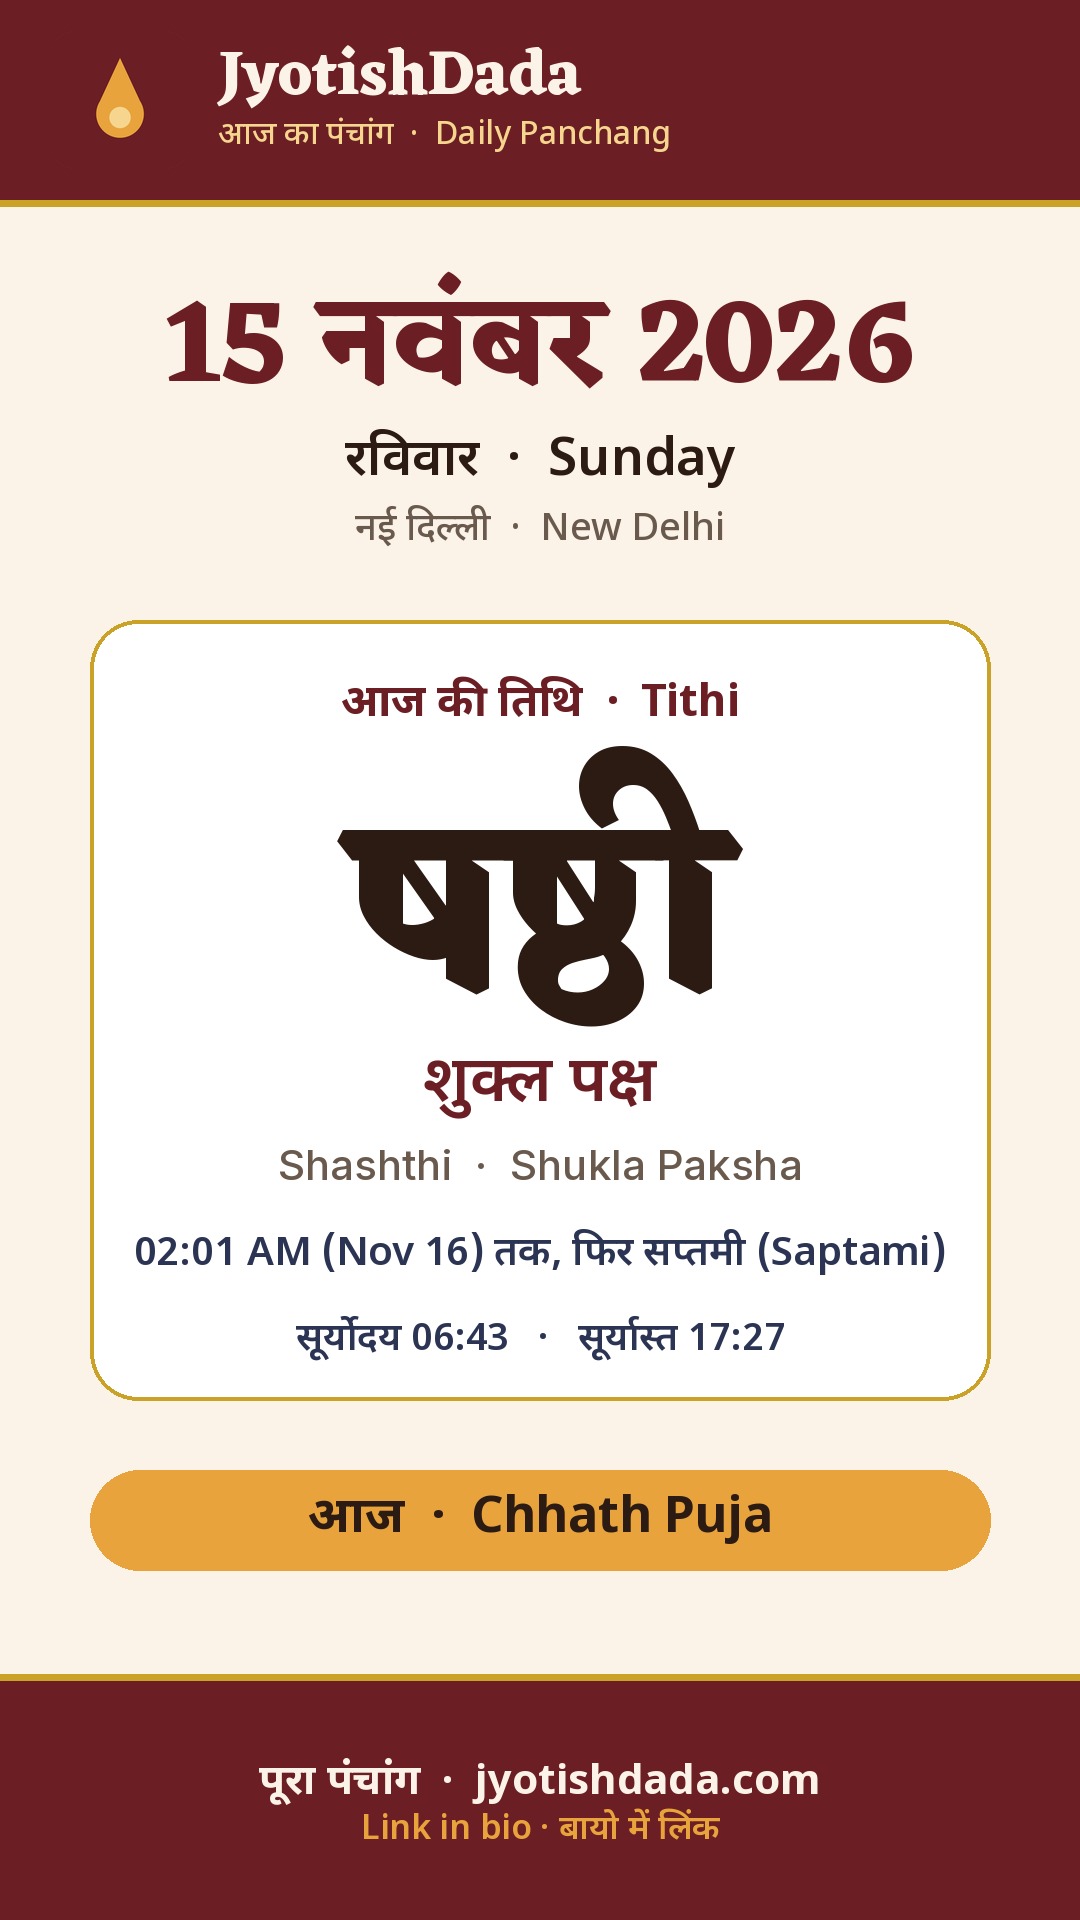 JyotishDada
आज का पंचांग · Daily Panchang
15 नवंबर 2026
रविवार · Sunday
नई दिल्ली · New Delhi
आज की तिथि · Tithi
षष्ठी
शुक्ल पक्ष
Shashthi · Shukla Paksha
02:01 AM (Nov 16) तक, फिर सप्तमी (Saptami)
सूर्योदय 06:43 · सूर्यास्त 17:27
आज · Chhath Puja
पूरा पंचांग · jyotishdada.com
Link in bio · बायो में लिंक